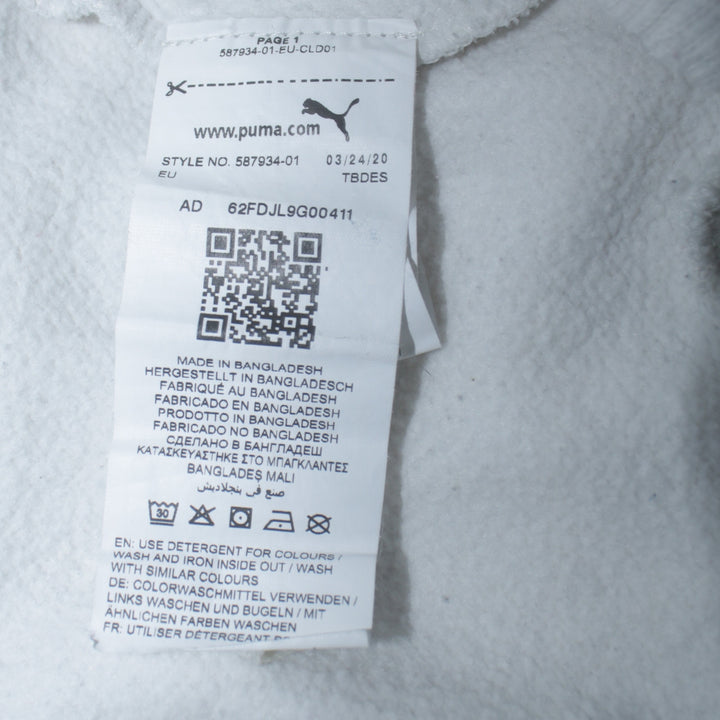 PAGE 1
587934-01-EU-CLD01
www.puma.com
STYLE NO. 587934-01 03/24/20
EU TBDES
AD 62FDJL9G00411
MADE IN BANGLADESH
HERGESTELLT IN BANGLADESCH
FABRIQUÉ AU BANGLADESH
FABRICADO EN BANGLADESH
PRODOTTO IN BANGLADESH
FABRICADO NO BANGLADESH
СДЕЛАНО В БАНГЛАДЕШ
ΚΑΤΑΣΚΕΥΑΣΤΗΚΕ ΣΤΟ ΜΠΑΓΚΛΑΝΤΕΣ
BANGLADEŞ MALI
صنع في بنجلاديش
30
EN: USE DETERGENT FOR COLOURS /
WASH AND IRON INSIDE OUT / WASH
WITH SIMILAR COLOURS
DE: COLORWASCHMITTEL VERWENDEN /
LINKS WASCHEN UND BUGELN / MIT
ÄHNLICHEN FARBEN WASCHEN
FR: UTILISER DÉTERGEANT